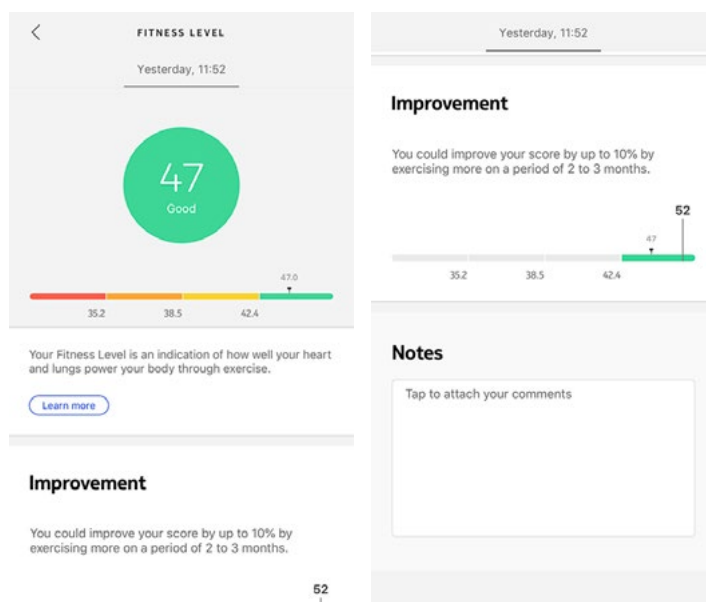 FITNESS LEVEL
Yesterday, 11:52
47
Good
47.0
35.2 38.5 42.4
Your Fitness Level is an indication of how well your heart
and lungs power your body through exercise.
Learn more
Improvement
You could improve your score by up to 10% by
exercising more on a period of 2 to 3 months.
52
Yesterday, 11:52
Improvement
You could improve your score by up to 10% by
exercising more on a period of 2 to 3 months.
52
47
35.2 38.5 42.4
Notes
Tap to attach your comments